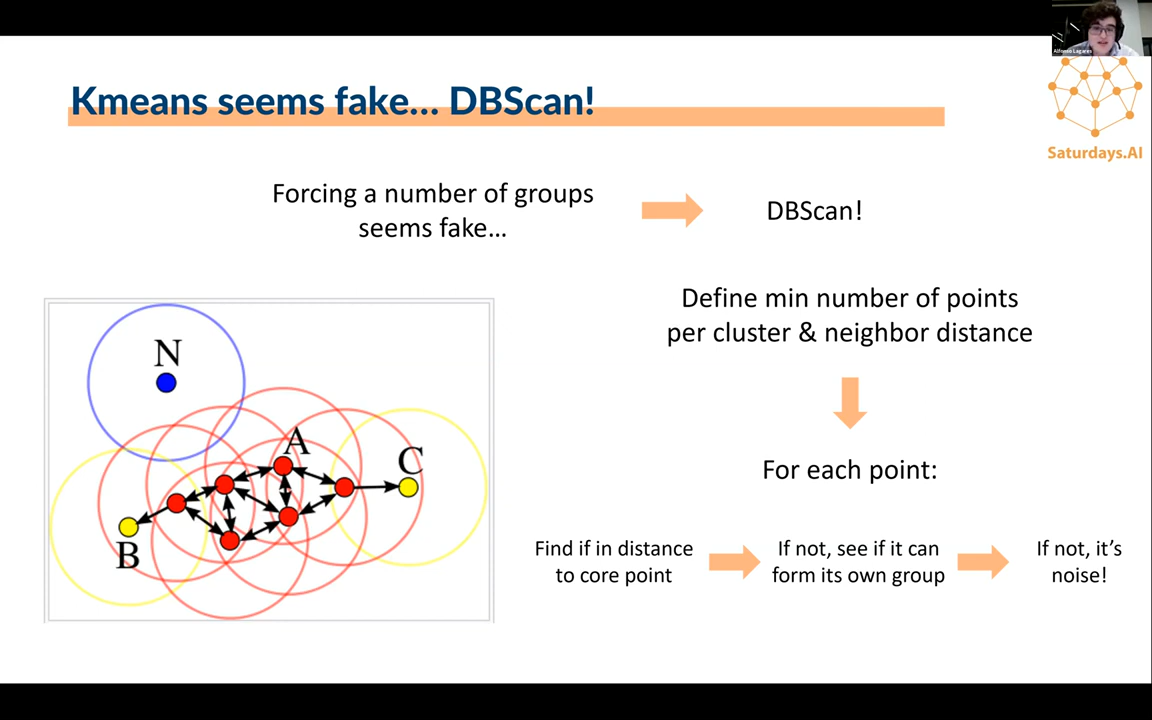 Alfonso Lagares
Kmeans seems fake... DBScan!
Saturdays.AI
Forcing a number of groups
seems fake...
DBScan!
Define min number of points
per cluster & neighbor distance
N
A
C
B
For each point:
Find if in distance
to core point
If not, see if it can
form its own group
If not, it's
noise!